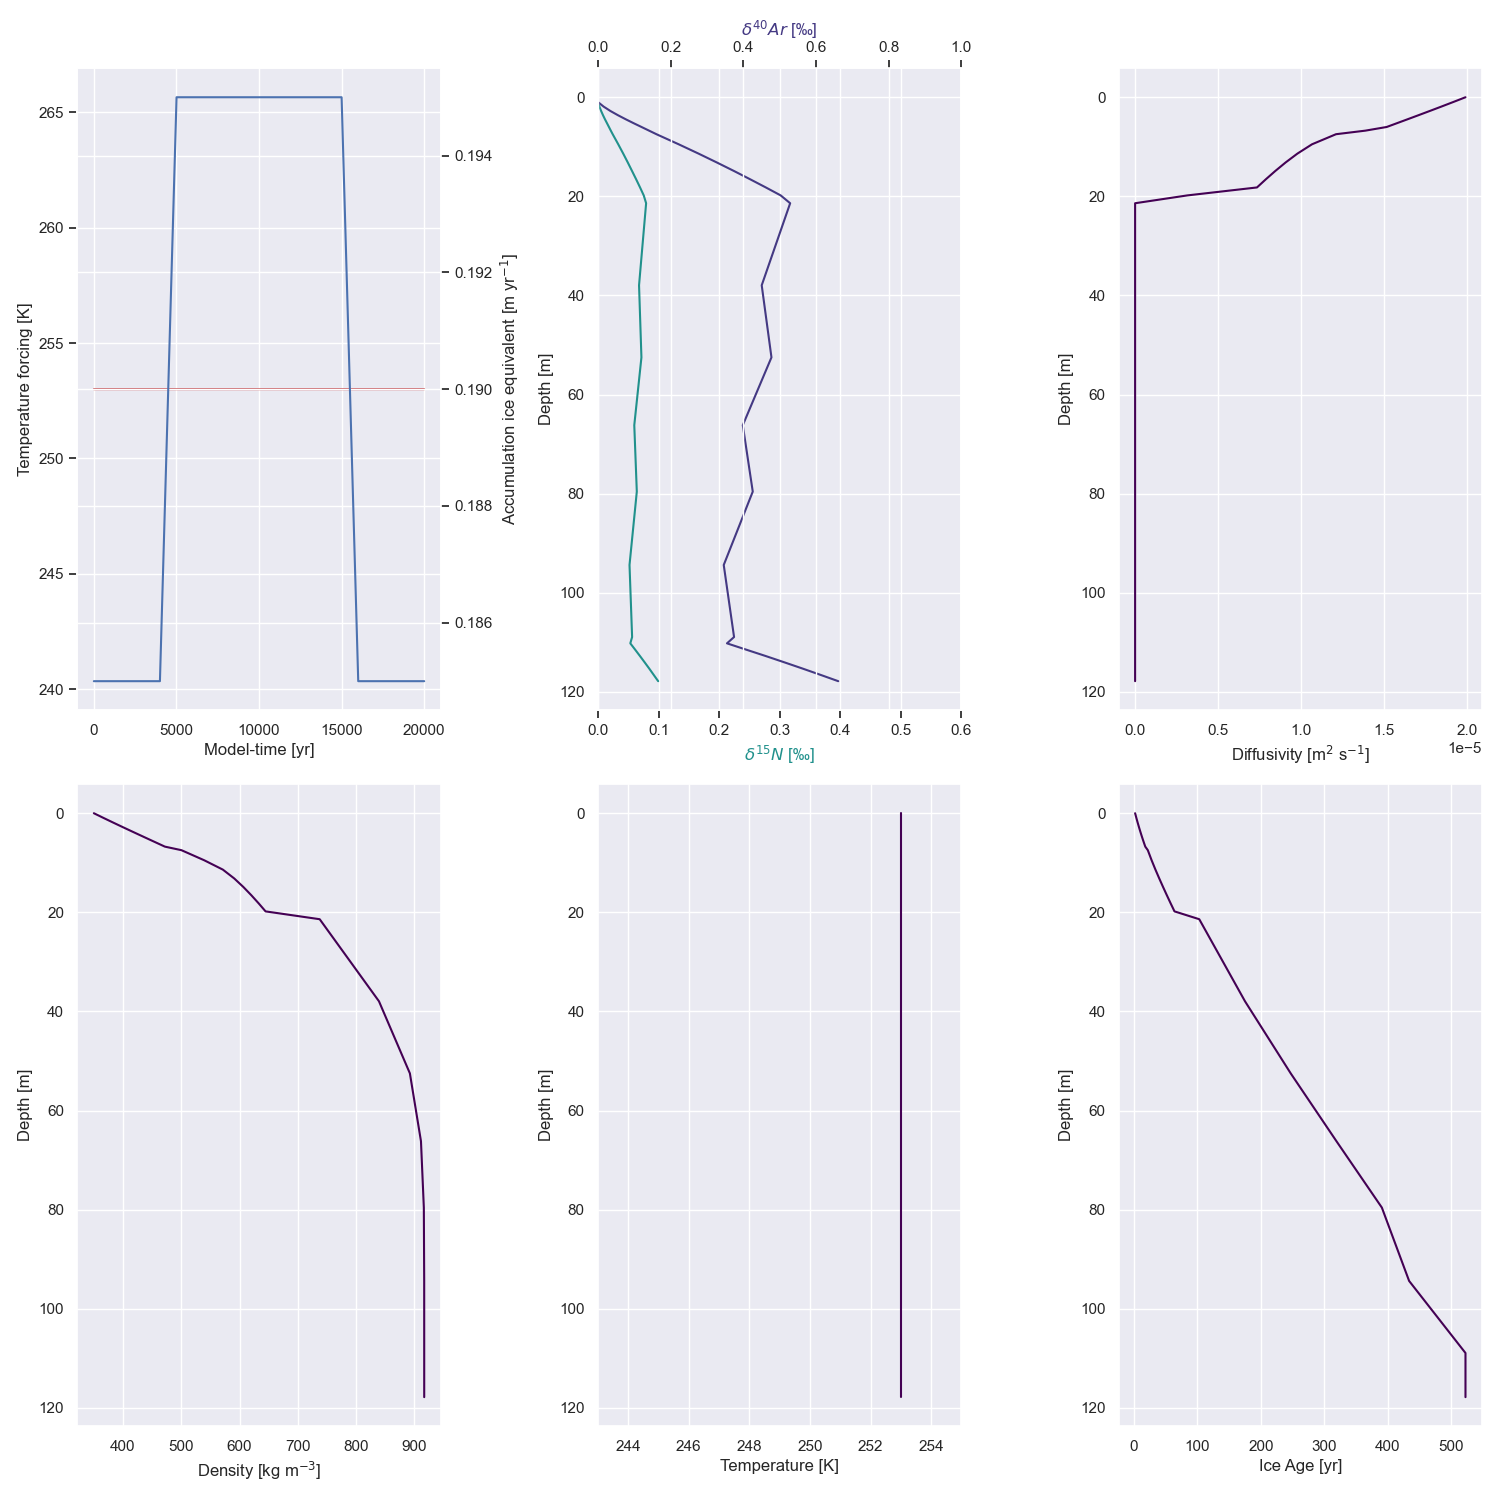 Temperature forcing [K]
265
260
255
250
245
240
0 5000 10000 15000 20000
Model-time [yr]
0.194
0.192
0.190
0.188
0.186
Accumulation ice equivalent [m yr⁻¹]
δ⁴⁰Ar [‰]
0.0 0.2 0.4 0.6 0.8 1.0
Depth [m]
0
20
40
60
80
100
120
0.0 0.1 0.2 0.3 0.4 0.5 0.6
δ¹⁵N [‰]
Depth [m]
0
20
40
60
80
100
120
0.0 0.5 1.0 1.5 2.0
1e−5
Diffusivity [m² s⁻¹]
Depth [m]
0
20
40
60
80
100
120
400 500 600 700 800 900
Density [kg m⁻³]
Depth [m]
0
20
40
60
80
100
120
244 246 248 250 252 254
Temperature [K]
Depth [m]
0
20
40
60
80
100
120
0 100 200 300 400 500
Ice Age [yr]